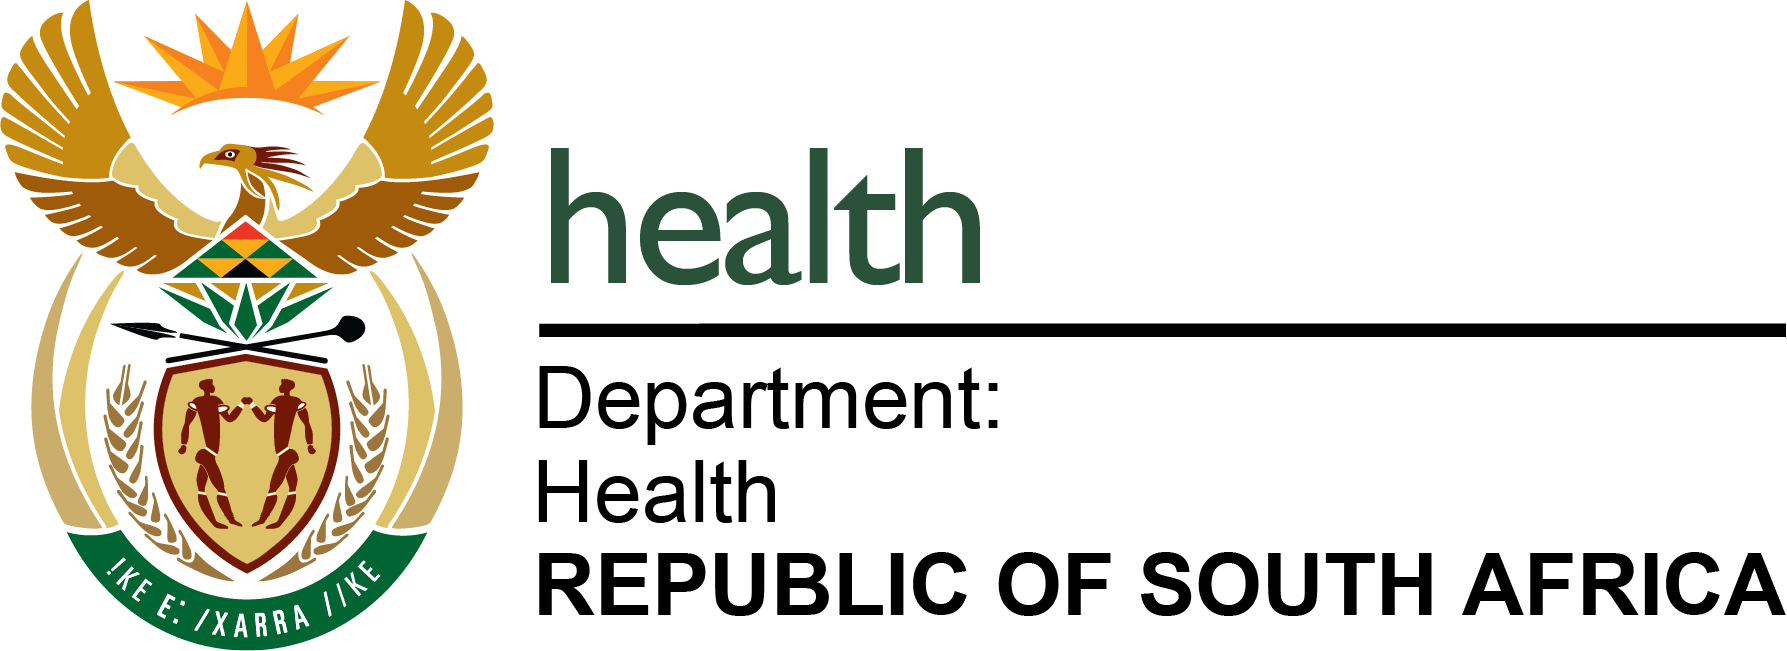 health
Department:
Health
REPUBLIC OF SOUTH AFRICA
!KE E: /XARRA //KE